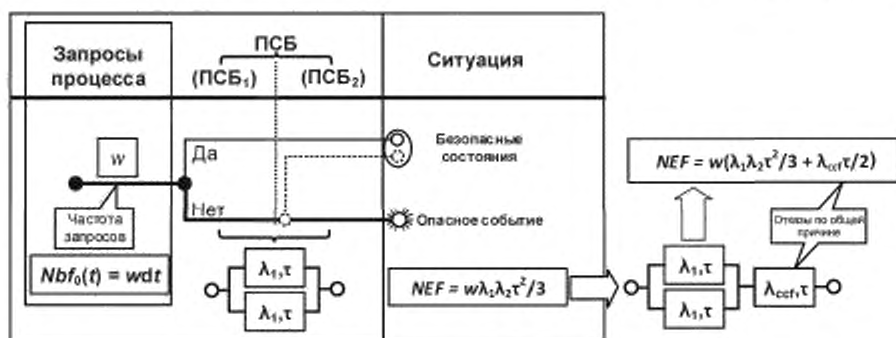 Запросы
процесса
ПСБ
(ПСБ₁) (ПСБ₂)
Ситуация
w
Да
Нет
Частота
запросов
Nbf₀(t) = wdt
λ₁,τ
λ₁,τ
Безопасные
состояния
Опасное событие
NEF = wλ₁λ₂τ²/3
NEF = w(λ₁λ₂τ²/3 + λccfτ/2)
Отказы по общей
причине
λ₁,τ
λ₁,τ
λccf,τ